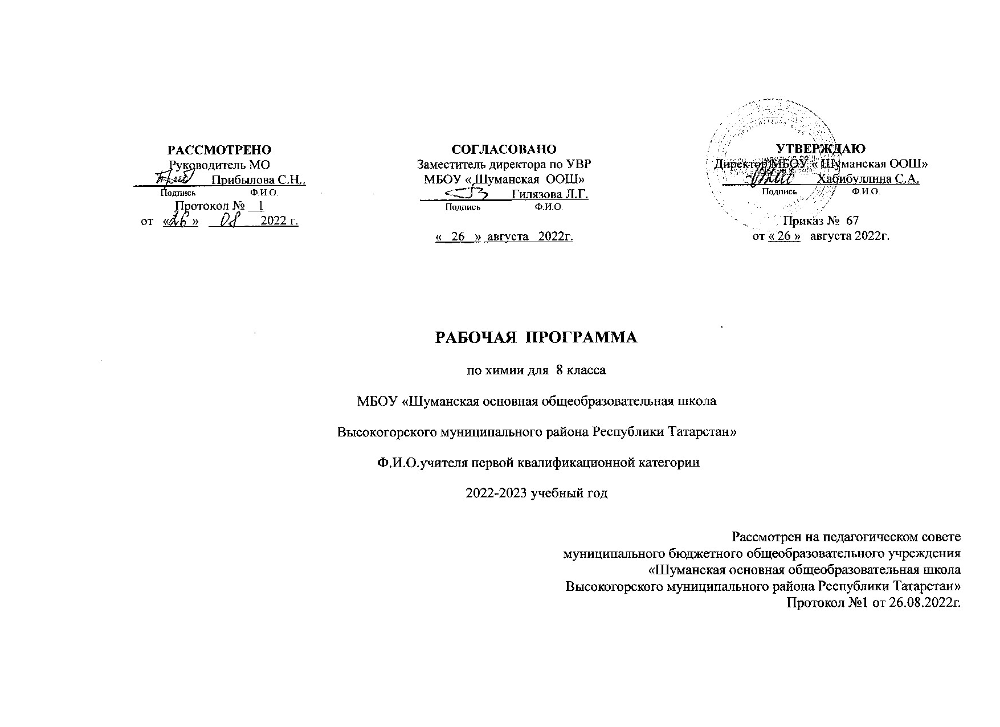 РАССМОТРЕНО
Руководитель МО
Прибылова С.Н..
Подпись Ф.И.О.
Протокол № 1
от «26» 08 2022 г.
СОГЛАСОВАНО
Заместитель директора по УВР
МБОУ « Шуманская ООШ»
Гилязова Л.Г.
Подпись Ф.И.О.
« 26 » августа 2022г.
УТВЕРЖДАЮ
Директор МБОУ « Шуманская ООШ»
Хабибуллина С.А.
Подпись Ф.И.О.
Приказ № 67
от « 26 » августа 2022г.
РАБОЧАЯ ПРОГРАММА
по химии для 8 класса
МБОУ «Шуманская основная общеобразовательная школа
Высокогорского муниципального района Республики Татарстан»
Ф.И.О.учителя первой квалификационной категории
2022-2023 учебный год
Рассмотрен на педагогическом совете
муниципального бюджетного общеобразовательного учреждения
«Шуманская основная общеобразовательная школа
Высокогорского муниципального района Республики Татарстан»
Протокол №1 от 26.08.2022г.